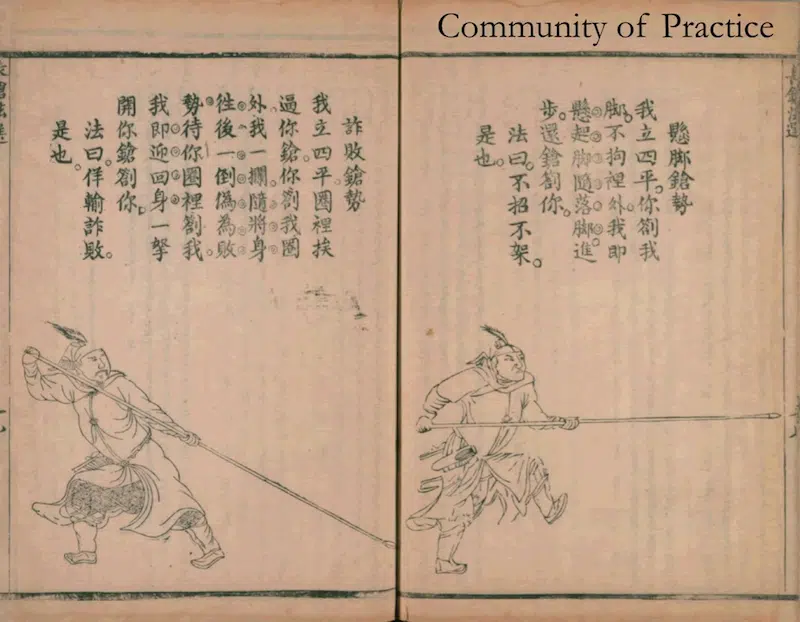 Community of Practice
懸脚鎗勢
我立四平。你劄我
脚。不拘裡外。我即
懸起脚隨落脚進
步。還鎗劄你。
法曰。不招不架。
是也。
詐敗鎗勢
我立四平圈裡挨
過你鎗你劄我圈
外我一攔隨將身
徃後一倒偽為敗
勢待你圈裡劄我。
我即迎回身一拏
開你鎗劄你。
法曰。佯輸詐敗。
是也。